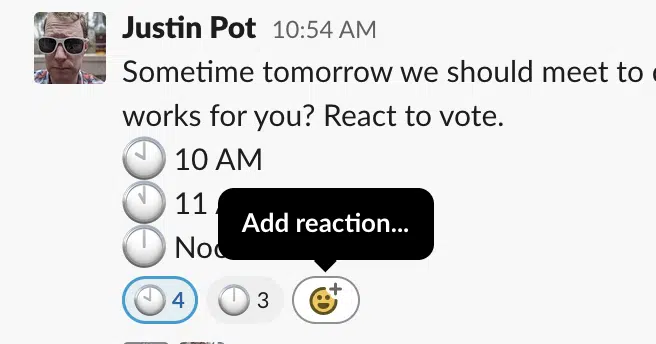 Justin Pot 10:54 AM
Sometime tomorrow we should meet to
works for you? React to vote.
10 AM
11
Add reaction...
4 3